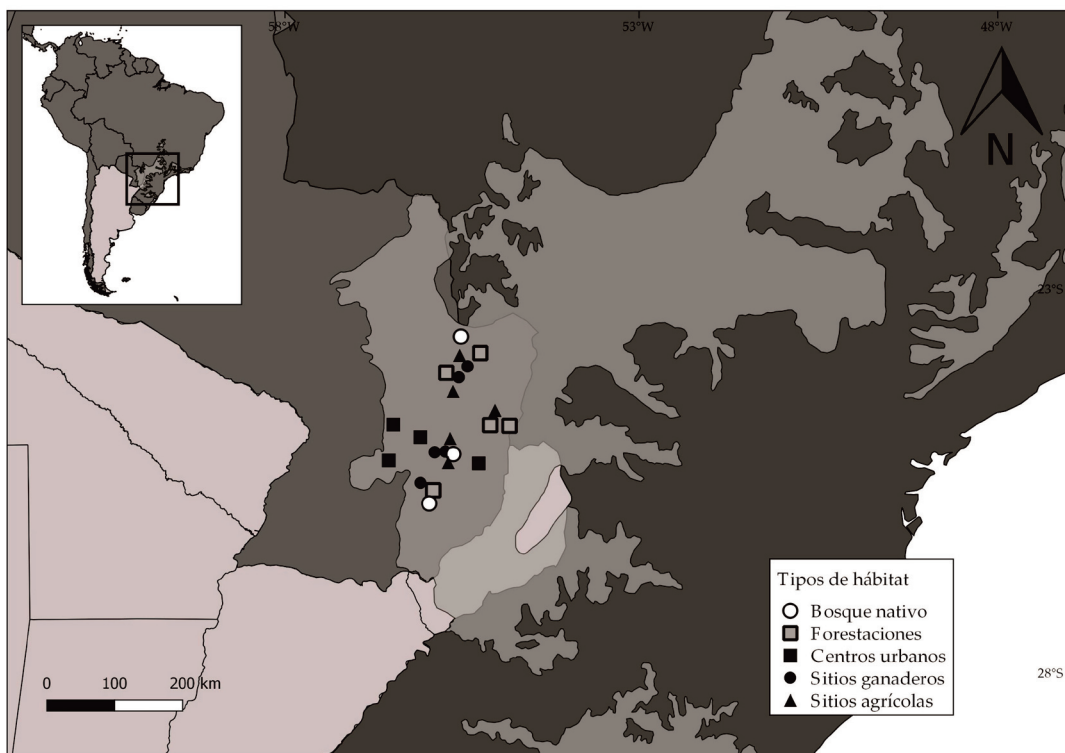 58°W 53°W 48°W
N
23°S
Tipos de hábitat
Bosque nativo
Forestaciones
Centros urbanos
Sitios ganaderos
Sitios agrícolas
28°S
0 100 200 km